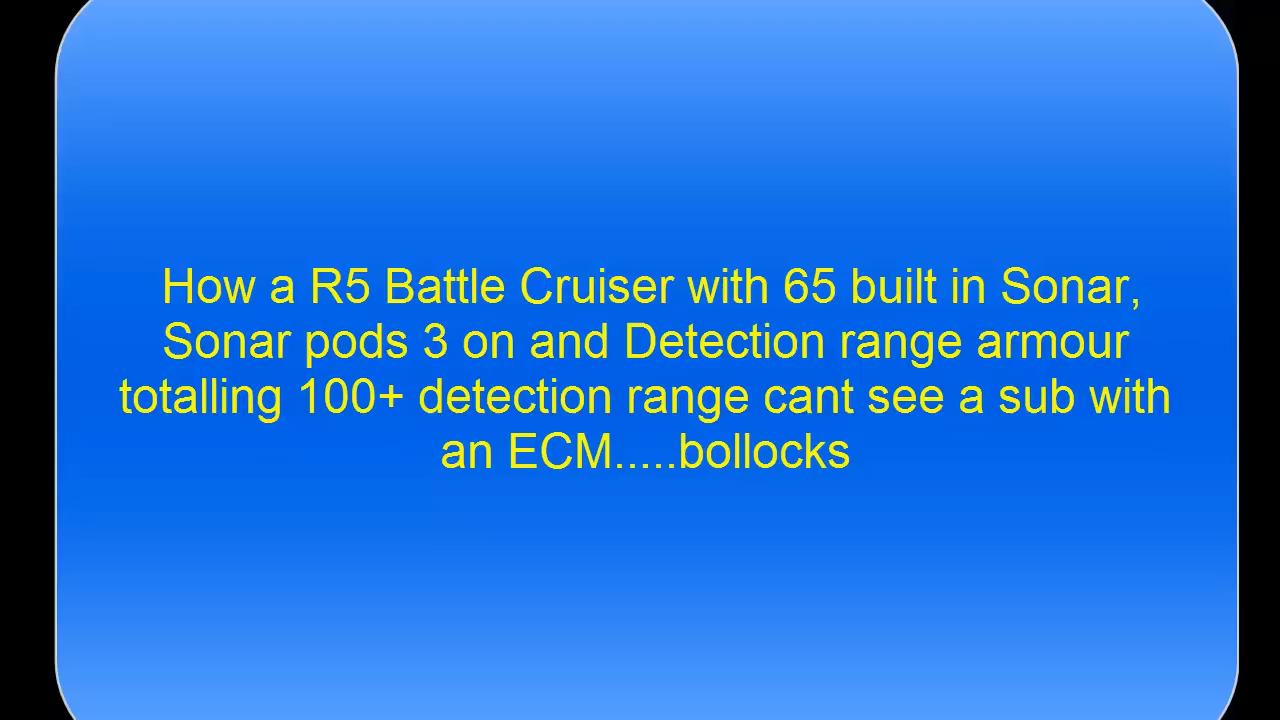 How a R5 Battle Cruiser with 65 built in Sonar,
Sonar pods 3 on and Detection range armour
totalling 100+ detection range cant see a sub with
an ECM.....bollocks